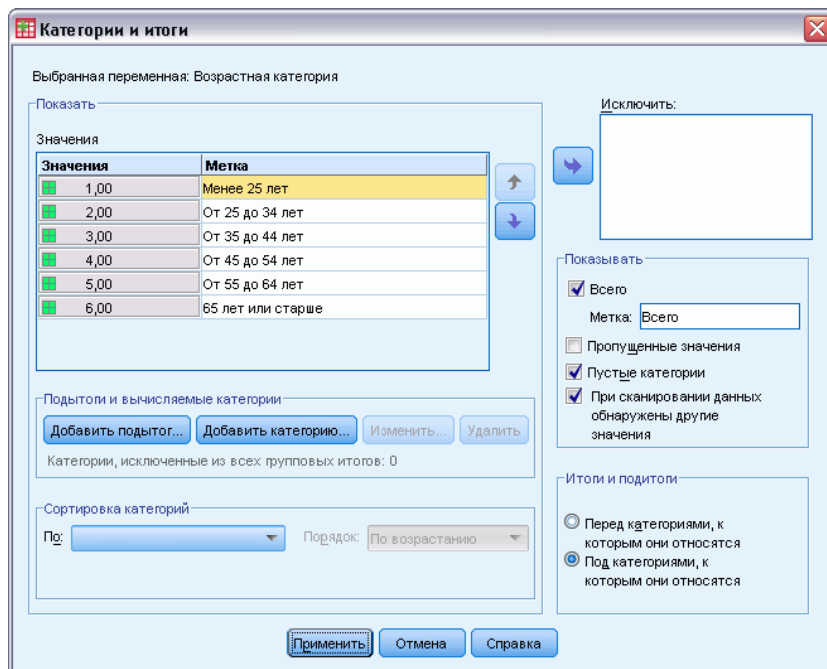 Категории и итоги
Выбранная переменная: Возрастная категория
Показать
Значения
Значения Метка
1,00 Менее 25 лет
2,00 От 25 до 34 лет
3,00 От 35 до 44 лет
4,00 От 45 до 54 лет
5,00 От 55 до 64 лет
6,00 65 лет или старше
Подытоги и вычисляемые категории
Добавить подытог... Добавить категорию... Изменить... Удалить
Категории, исключенные из всех групповых итогов: 0
Сортировка категорий
По: Порядок: По возрастанию
Исключить:
Показывать
Всего
Метка: Всего
Пропущенные значения
Пустые категории
При сканировании данных
обнаружены другие
значения
Итоги и подитоги
Перед категориями, к
которым они относятся
Под категориями, к
которым они относятся
Применить Отмена Справка